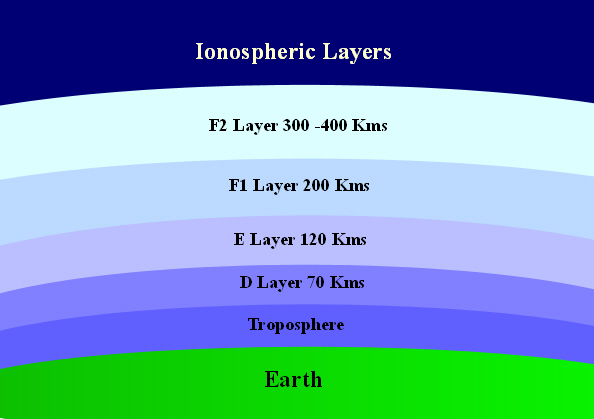 Ionospheric Layers
F2 Layer 300 -400 Kms
F1 Layer 200 Kms
E Layer 120 Kms
D Layer 70 Kms
Troposphere
Earth